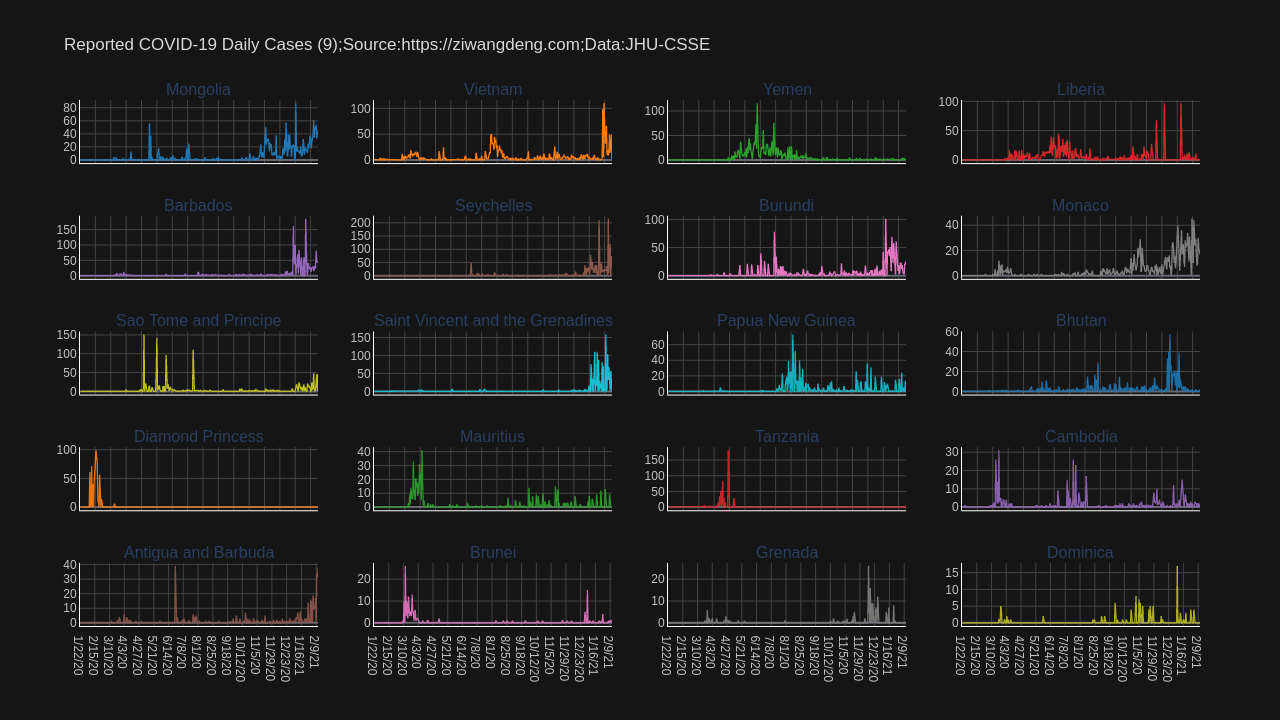 Reported COVID-19 Daily Cases (9);Source:https://ziwangdeng.com;Data:JHU-CSSE
Mongolia Vietnam Yemen Liberia
80 60 40 20 0
100 50 0
100 50 0
100 50 0
Barbados Seychelles Burundi Monaco
150 100 50 0
200 150 100 50 0
100 50 0
40 20 0
Sao Tome and Principe Saint Vincent and the Grenadines Papua New Guinea Bhutan
150 100 50 0
150 100 50 0
60 40 20 0
60 40 20 0
Diamond Princess Mauritius Tanzania Cambodia
100 50 0
40 30 20 10 0
150 100 50 0
30 20 10 0
Antigua and Barbuda Brunei Grenada Dominica
40 30 20 10 0
20 10 0
20 10 0
15 10 5 0
1/22/20 2/15/20 3/10/20 4/3/20 4/27/20 5/21/20 6/14/20 7/8/20 8/1/20 8/25/20 9/18/20 10/12/20 11/5/20 11/29/20 12/23/20 1/16/21 2/9/21
1/22/20 2/15/20 3/10/20 4/3/20 4/27/20 5/21/20 6/14/20 7/8/20 8/1/20 8/25/20 9/18/20 10/12/20 11/5/20 11/29/20 12/23/20 1/16/21 2/9/21
1/22/20 2/15/20 3/10/20 4/3/20 4/27/20 5/21/20 6/14/20 7/8/20 8/1/20 8/25/20 9/18/20 10/12/20 11/5/20 11/29/20 12/23/20 1/16/21 2/9/21
1/22/20 2/15/20 3/10/20 4/3/20 4/27/20 5/21/20 6/14/20 7/8/20 8/1/20 8/25/20 9/18/20 10/12/20 11/5/20 11/29/20 12/23/20 1/16/21 2/9/21